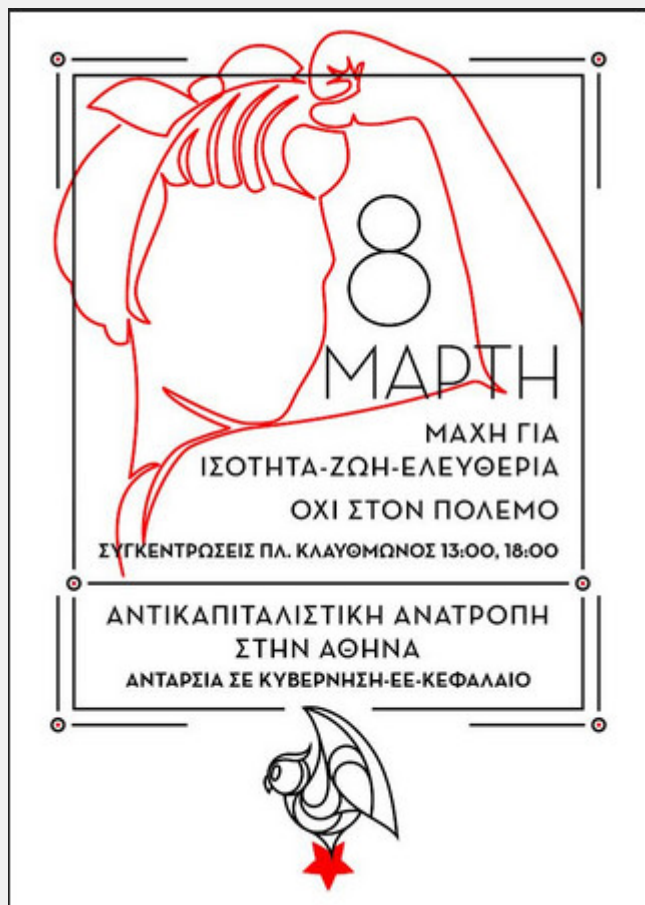 8
ΜΑΡΤΗ
ΜΑΧΗ ΓΙΑ
ΙΣΟΤΗΤΑ-ΖΩΗ-ΕΛΕΥΘΕΡΙΑ
ΟΧΙ ΣΤΟΝ ΠΟΛΕΜΟ
ΣΥΓΚΕΝΤΡΩΣΕΙΣ ΠΛ. ΚΛΑΥΘΜΩΝΟΣ 13:00, 18:00
ΑΝΤΙΚΑΠΙΤΑΛΙΣΤΙΚΗ ΑΝΑΤΡΟΠΗ
ΣΤΗΝ ΑΘΗΝΑ
ΑΝΤΑΡΣΙΑ ΣΕ ΚΥΒΕΡΝΗΣΗ-ΕΕ-ΚΕΦΑΛΑΙΟ